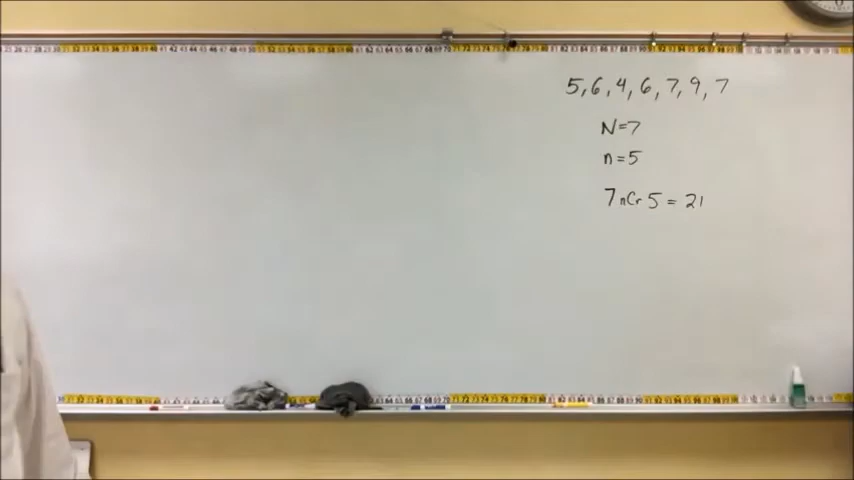 5, 6, 4, 6, 7, 9, 7
N=7
n=5
7 nCr 5 = 21